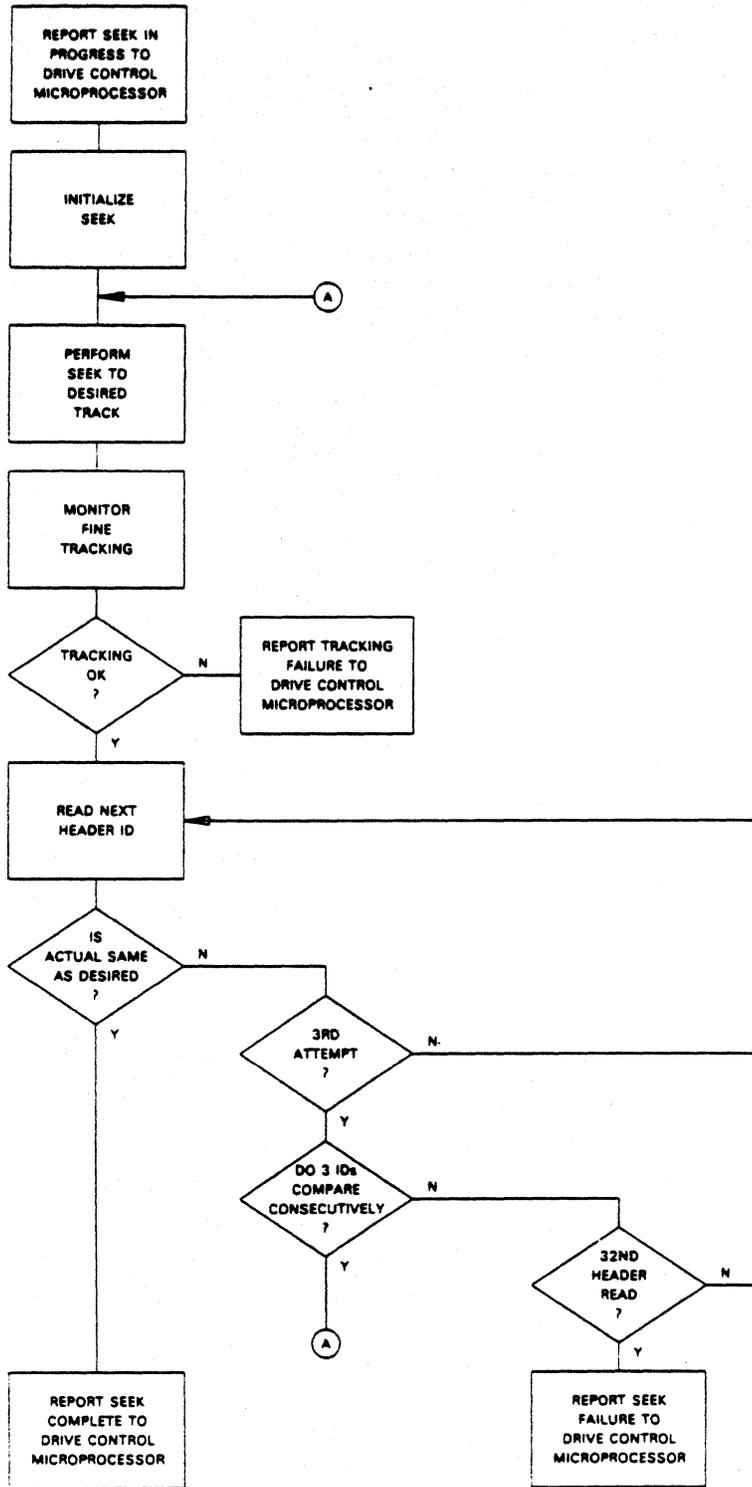 REPORT SEEK IN
PROGRESS TO
DRIVE CONTROL
MICROPROCESSOR
INITIALIZE
SEEK
A
PERFORM
SEEK TO
DESIRED
TRACK
MONITOR
FINE
TRACKING
TRACKING
OK
?
N
Y
REPORT TRACKING
FAILURE TO
DRIVE CONTROL
MICROPROCESSOR
READ NEXT
HEADER ID
IS
ACTUAL SAME
AS DESIRED
?
N
Y
3RD
ATTEMPT
?
N
Y
DO 3 IDs
COMPARE
CONSECUTIVELY
?
N
Y
32ND
HEADER
READ
?
N
Y
A
REPORT SEEK
COMPLETE TO
DRIVE CONTROL
MICROPROCESSOR
REPORT SEEK
FAILURE TO
DRIVE CONTROL
MICROPROCESSOR